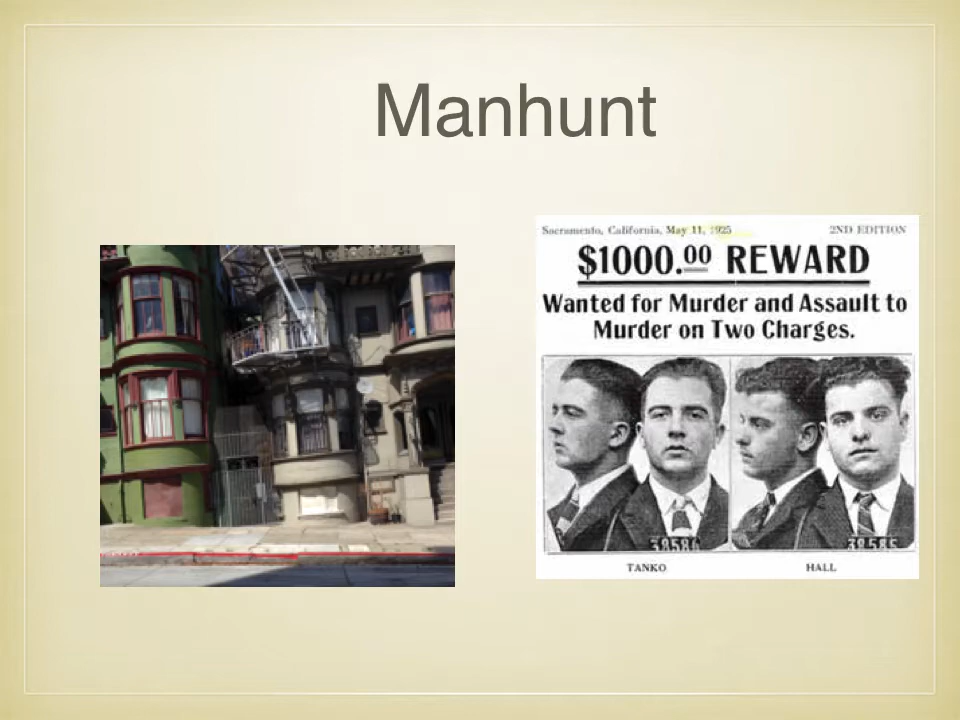 Manhunt
Sacramento, California, May 11, 1925 2ND EDITION
$1000.00 REWARD
Wanted for Murder and Assault to
Murder on Two Charges.
38586 38585
TANKO HALL